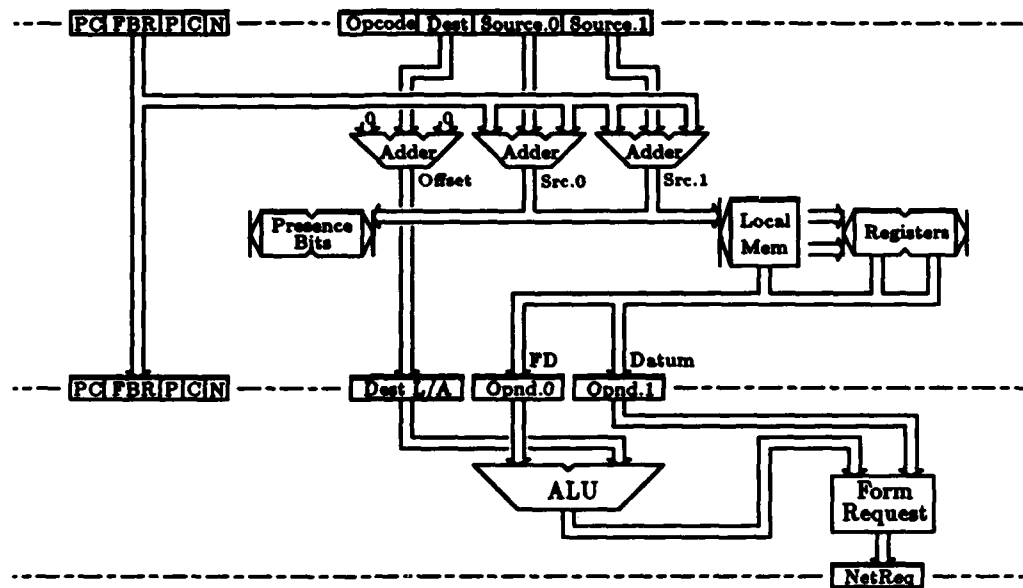 PC FBR P C N Opcode Dest Source.0 Source.1
0 0
Adder Adder Adder
Offset Src.0 Src.1
Presence
Bits
Local
Mem
Registers
FD Datum
PC FBR P C N Dest L/A Opnd.0 Opnd.1
ALU
Form
Request
NetReq